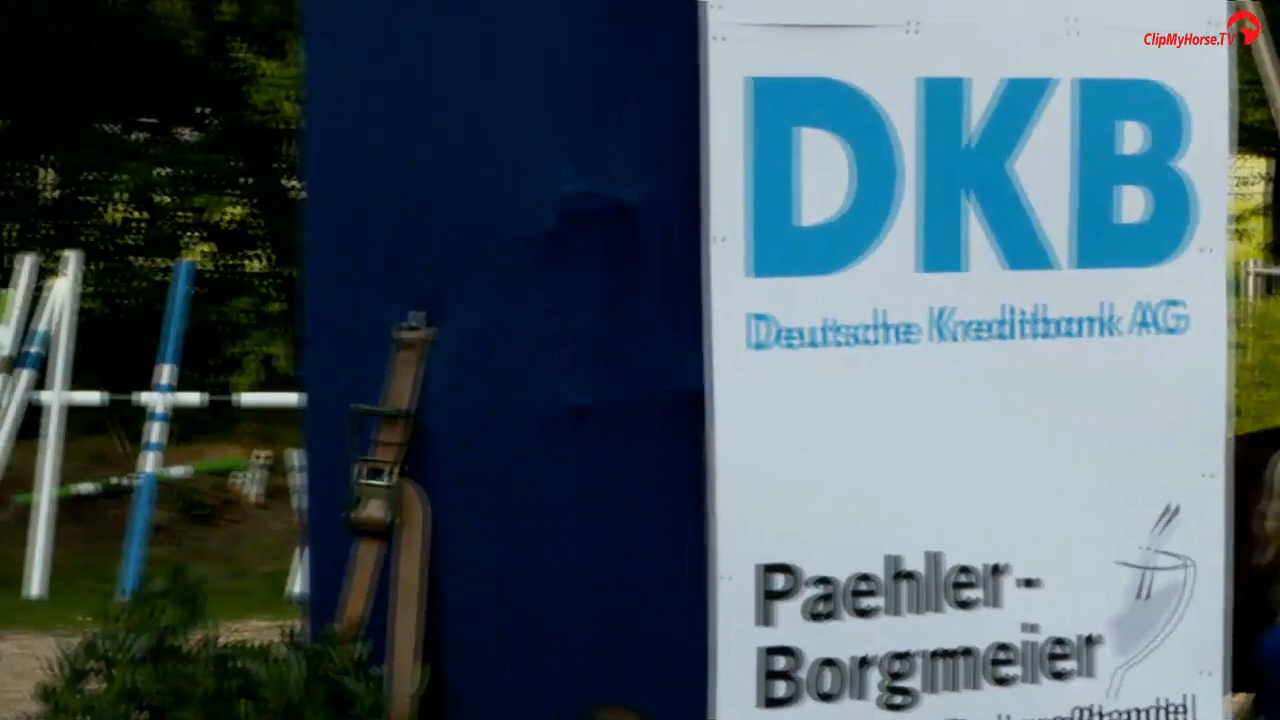 ClipMyHorse.TV
DKB
Deutsche Kreditbank AG
Paehler-
Borgmeier